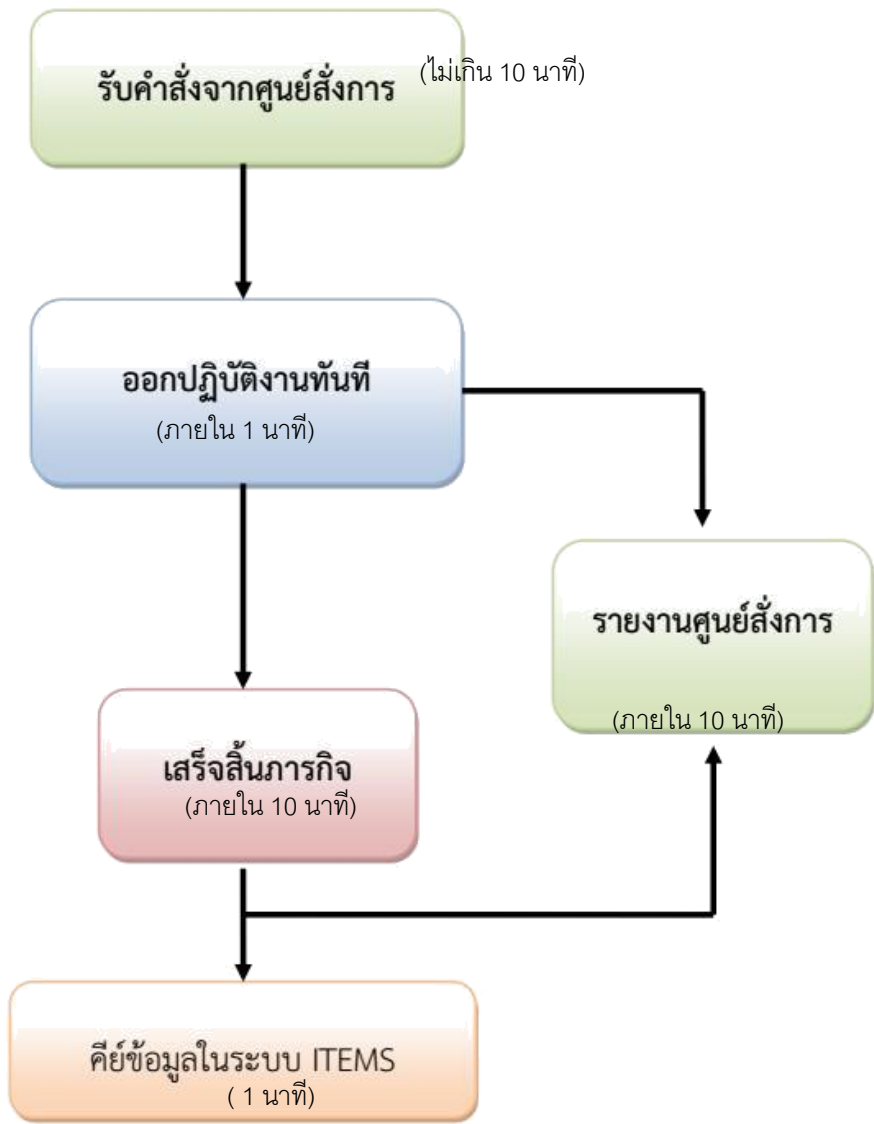 รับคำสั่งจากศูนย์สั่งการ (ไม่เกิน 10 นาที)
ออกปฏิบัติงานทันที
(ภายใน 1 นาที)
รายงานศูนย์สั่งการ
(ภายใน 10 นาที)
เสร็จสิ้นภารกิจ
(ภายใน 10 นาที)
คีย์ข้อมูลในระบบ ITEMS
( 1 นาที)